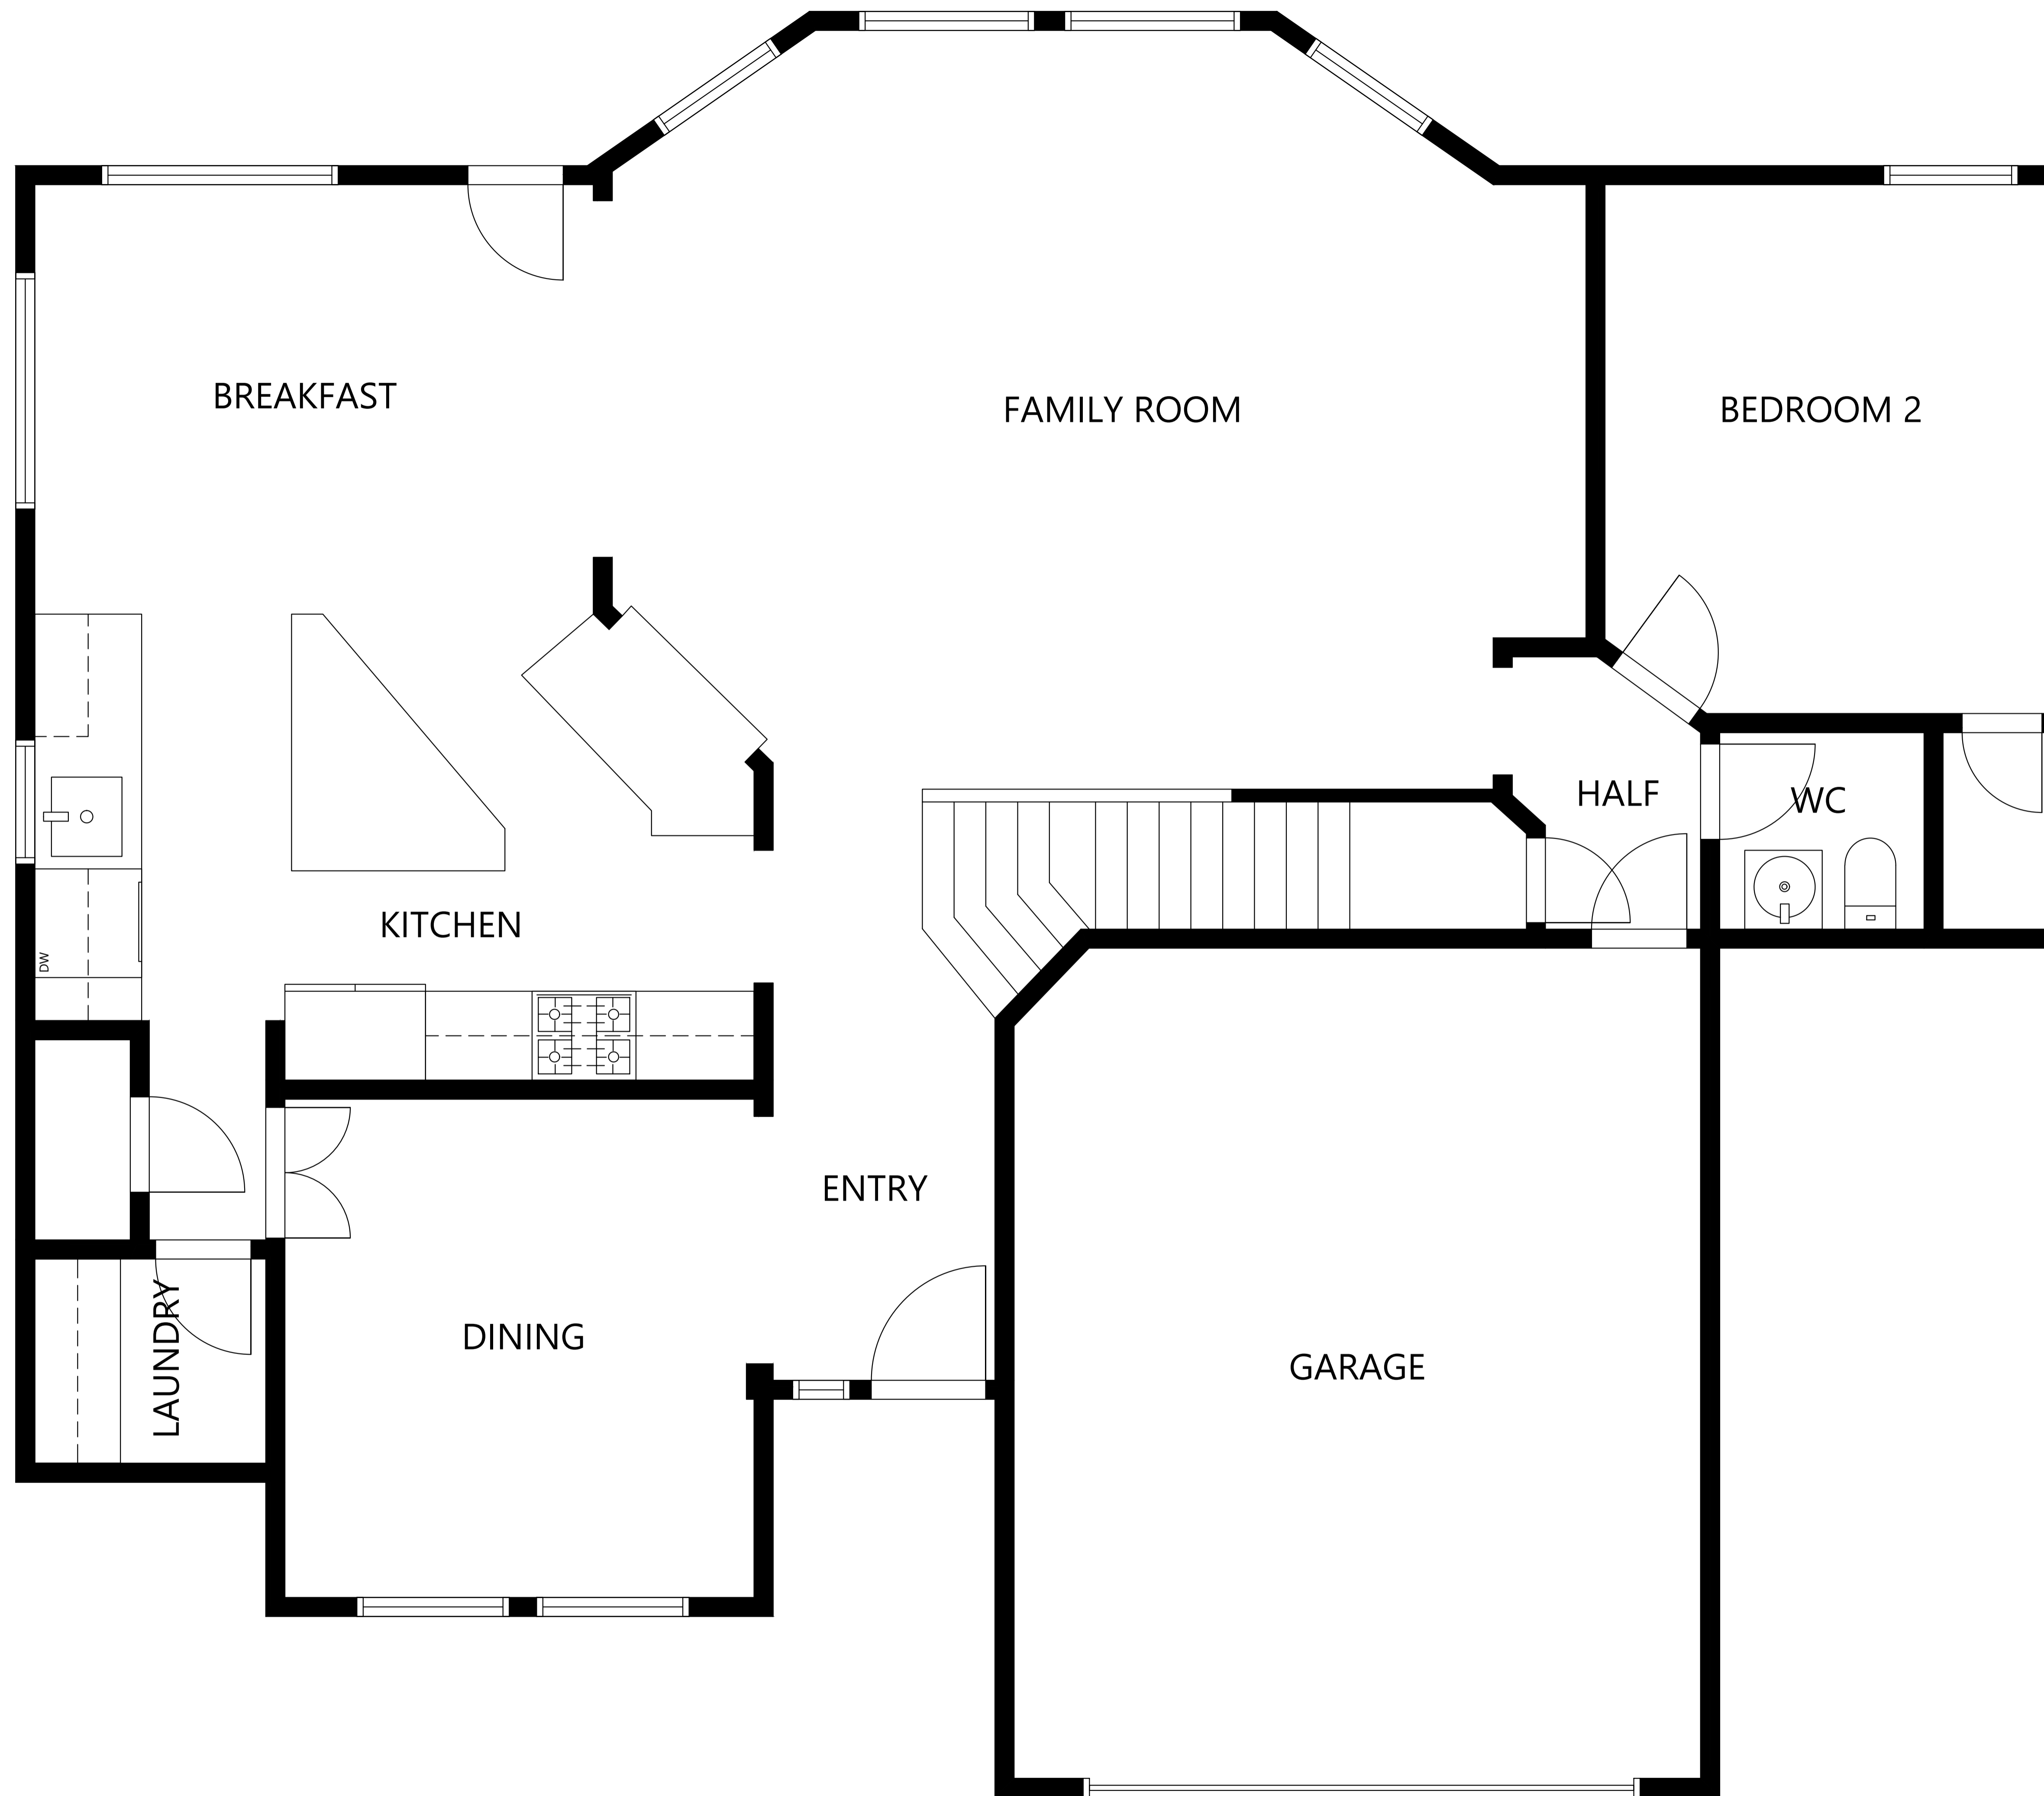 BREAKFAST
FAMILY ROOM
BEDROOM 2
HALF
WC
KITCHEN
DW
ENTRY
DINING
LAUNDRY
GARAGE